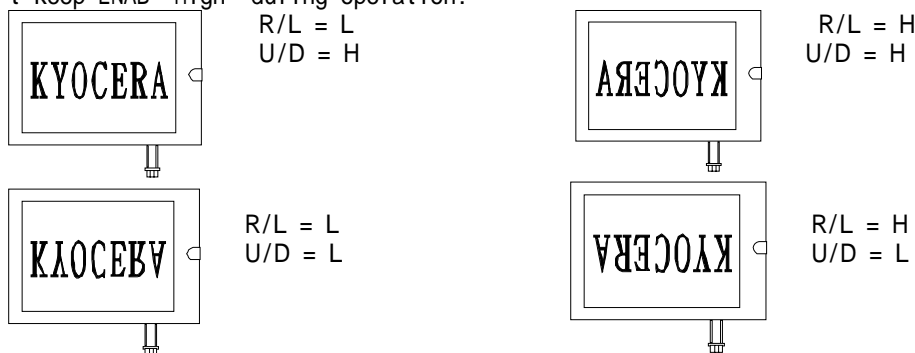 t keep ENAB "High" during operation.
KYOCERA
R/L = L
U/D = H
KYOCERA
R/L = H
U/D = H
KYOCERA
R/L = L
U/D = L
KYOCERA
R/L = H
U/D = L